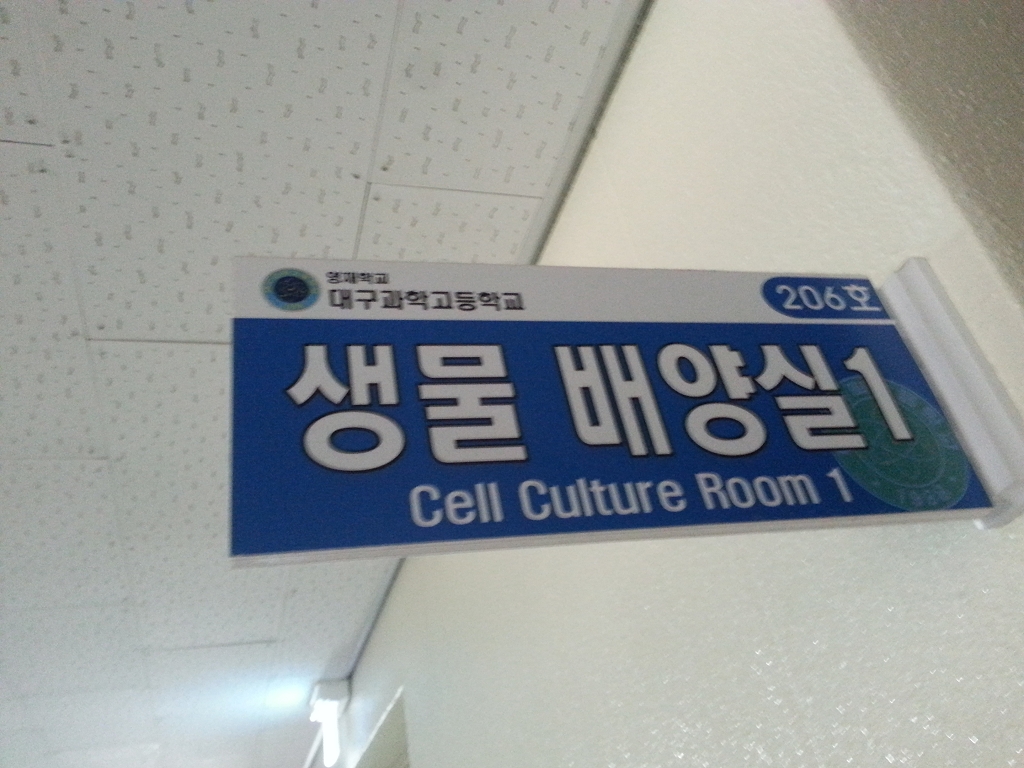 영재학교
대구과학고등학교
206호
생물 배양실1
Cell Culture Room 1